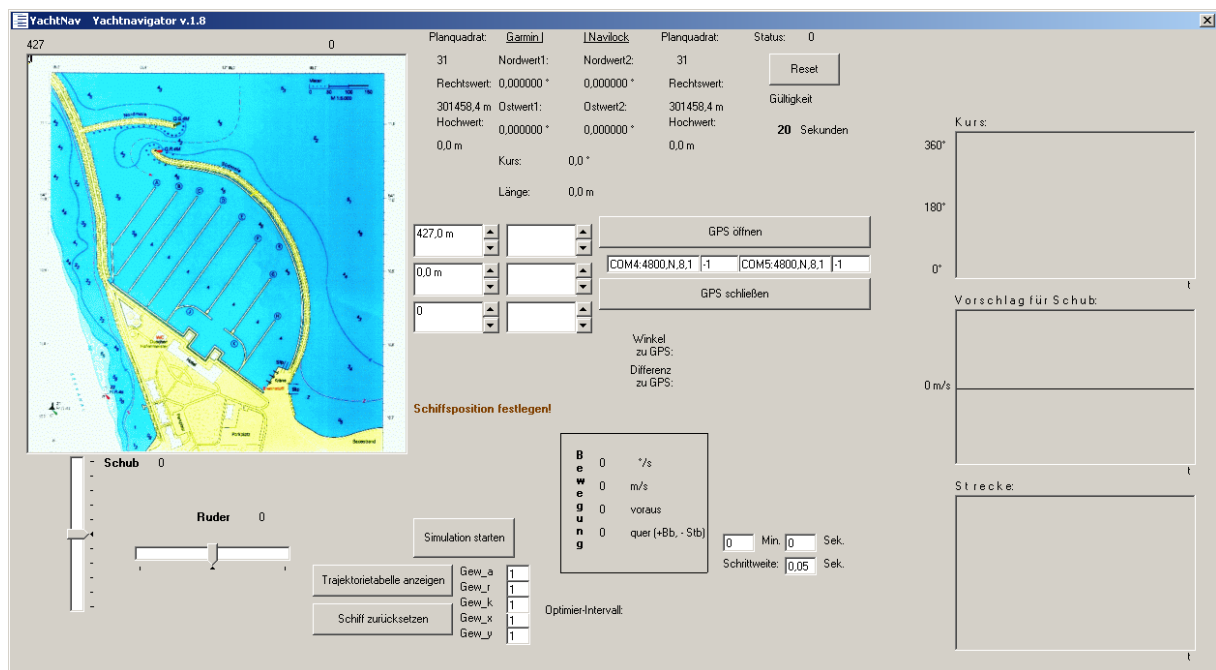 YachtNav Yachtnavigator v.1.8
427 0
Planquadrat: Garmin | | Navilock Planquadrat: Status: 0
31 Nordwert1: Nordwert2: 31
Reset
Rechtswert: 0,000000 ° 0,000000 ° Rechtswert:
Gültigkeit
301458,4 m Ostwert1: Ostwert2: 301458,4 m
Hochwert: 0,000000 ° 0,000000 ° Hochwert:
20 Sekunden
0,0 m 0,0 m
Kurs: 0,0 °
Länge: 0,0 m
427,0 m
GPS öffnen
COM4:4800,N,8,1 -1 COM5:4800,N,8,1 -1
0,0 m
GPS schließen
0
Winkel
zu GPS:
Differenz
zu GPS:
Schiffsposition festlegen!
Kurs:
360°
180°
0°
t
Vorschlag für Schub:
0 m/s
t
Strecke:
t
Schub 0
Ruder 0
Simulation starten
Trajektorietabelle anzeigen
Schiff zurücksetzen
Gew_a 1
Gew_r 1
Gew_k 1
Gew_x 1
Gew_y 1
Bewegung
0 °/s
0 m/s
0 voraus
0 quer (+Bb, - Stb)
0 Min. 0 Sek.
Schrittweite: 0,05 Sek.
Optimier-Intervall: